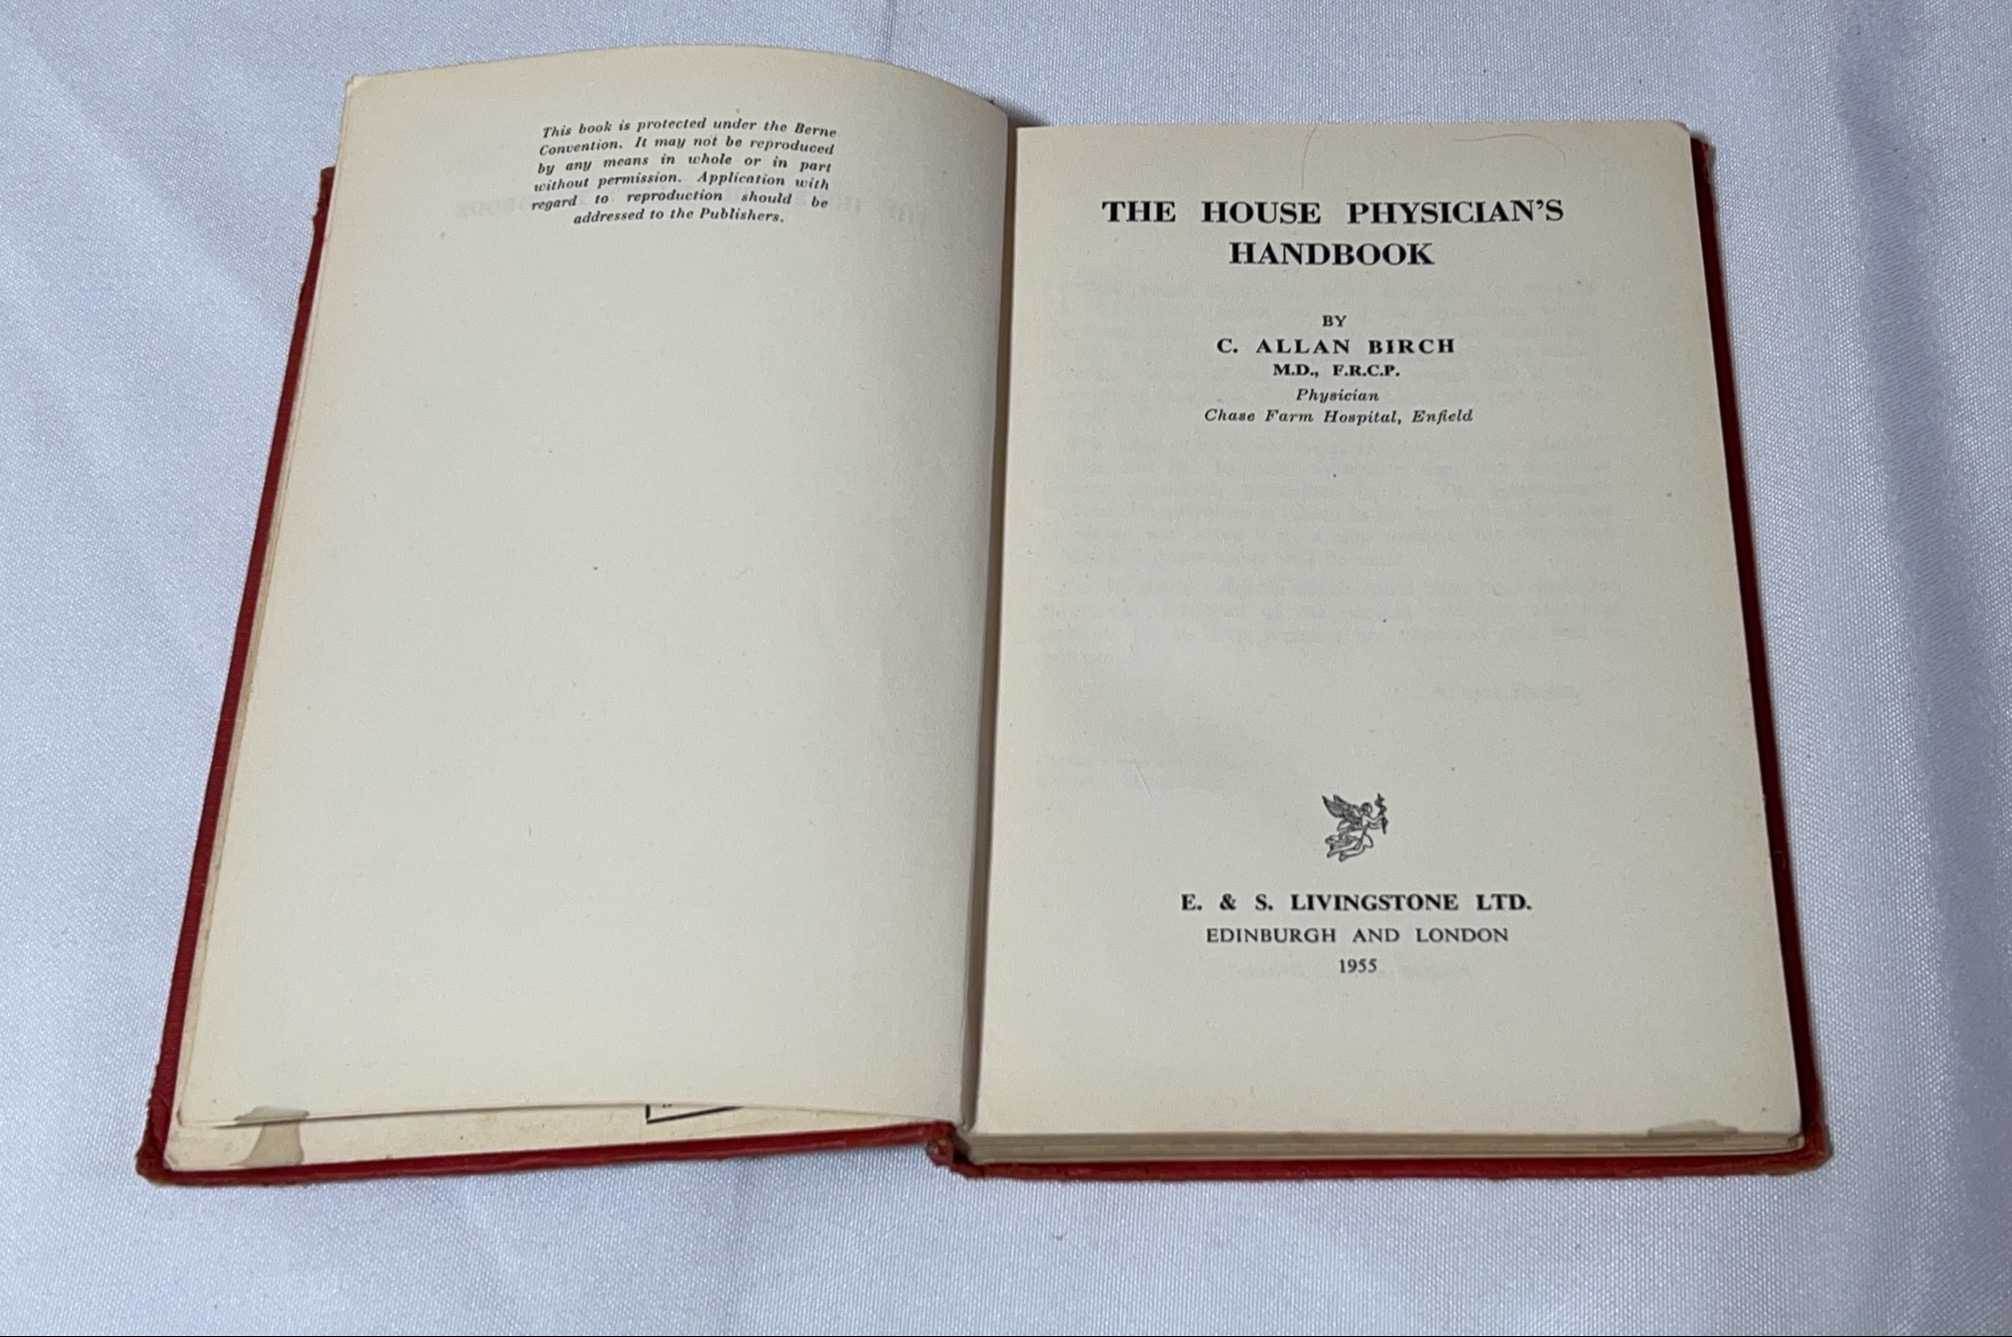 This book is protected under the Berne
Convention. It may not be reproduced
by any means in whole or in part
without permission. Application with
regard to reproduction should be
addressed to the Publishers.
THE HOUSE PHYSICIAN'S
HANDBOOK
BY
C. ALLAN BIRCH
M.D., F.R.C.P.
Physician
Chase Farm Hospital, Enfield
E. & S. LIVINGSTONE LTD.
EDINBURGH AND LONDON
1955